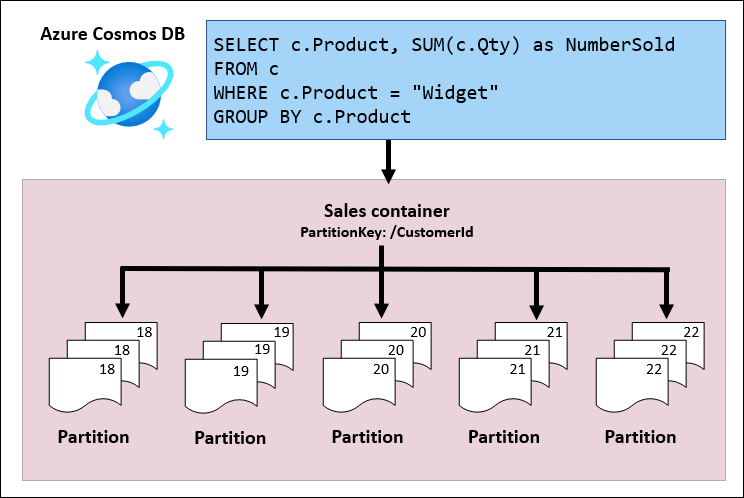 Azure Cosmos DB
SELECT c.Product, SUM(c.Qty) as NumberSold
FROM c
WHERE c.Product = "Widget"
GROUP BY c.Product
Sales container
PartitionKey: /CustomerId
18 19 20 21 22
18 19 20 21 22
18 19 20 21 22
Partition Partition Partition Partition Partition